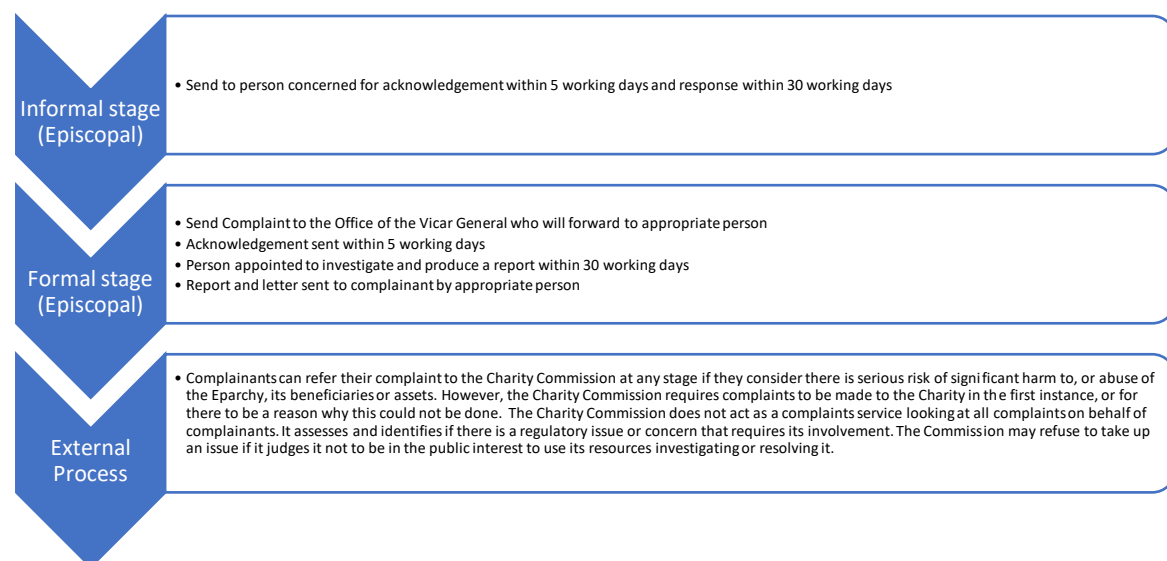 Informal stage
(Episcopal)
• Send to person concerned for acknowledgement within 5 working days and response within 30 working days
Formal stage
(Episcopal)
• Send Complaint to the Office of the Vicar General who will forward to appropriate person
• Acknowledgement sent within 5 working days
• Person appointed to investigate and produce a report within 30 working days
• Report and letter sent to complainant by appropriate person
External
Process
• Complainants can refer their complaint to the Charity Commission at any stage if they consider there is serious risk of significant harm to, or abuse of
the Eparchy, its beneficiaries or assets. However, the Charity Commission requires complaints to be made to the Charity in the first instance, or for
there to be a reason why this could not be done. The Charity Commission does not act as a complaints service looking at all complaints on behalf of
complainants. It assesses and identifies if there is a regulatory issue or concern that requires its involvement. The Commission may refuse to take up
an issue if it judges it not to be in the public interest to use its resources investigating or resolving it.